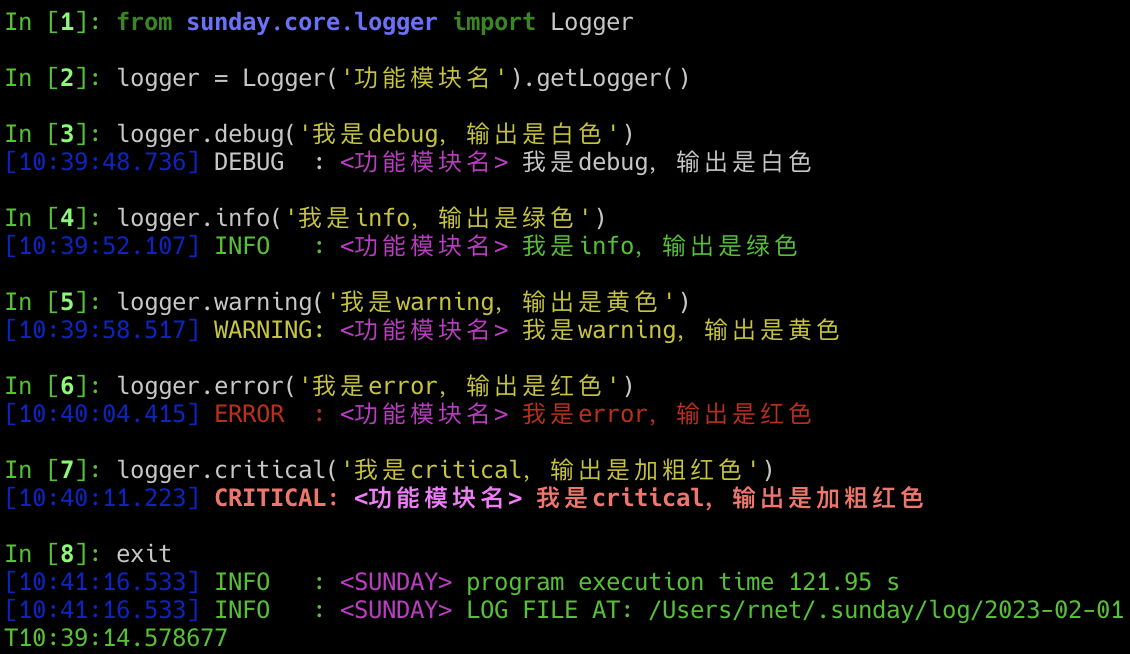 In [1]: from sunday.core.logger import Logger
In [2]: logger = Logger('功能模块名').getLogger()
In [3]: logger.debug('我是debug, 输出是白色')
[10:39:48.736] DEBUG  : <功能模块名> 我是debug, 输出是白色
In [4]: logger.info('我是info, 输出是绿色')
[10:39:52.107] INFO   : <功能模块名> 我是info, 输出是绿色
In [5]: logger.warning('我是warning, 输出是黄色')
[10:39:58.517] WARNING: <功能模块名> 我是warning, 输出是黄色
In [6]: logger.error('我是error, 输出是红色')
[10:40:04.415] ERROR  : <功能模块名> 我是error, 输出是红色
In [7]: logger.critical('我是critical, 输出是加粗红色')
[10:40:11.223] CRITICAL: <功能模块名> 我是critical, 输出是加粗红色
In [8]: exit
[10:41:16.533] INFO   : <SUNDAY> program execution time 121.95 s
[10:41:16.533] INFO   : <SUNDAY> LOG FILE AT: /Users/rnet/.sunday/log/2023-02-01
T10:39:14.578677